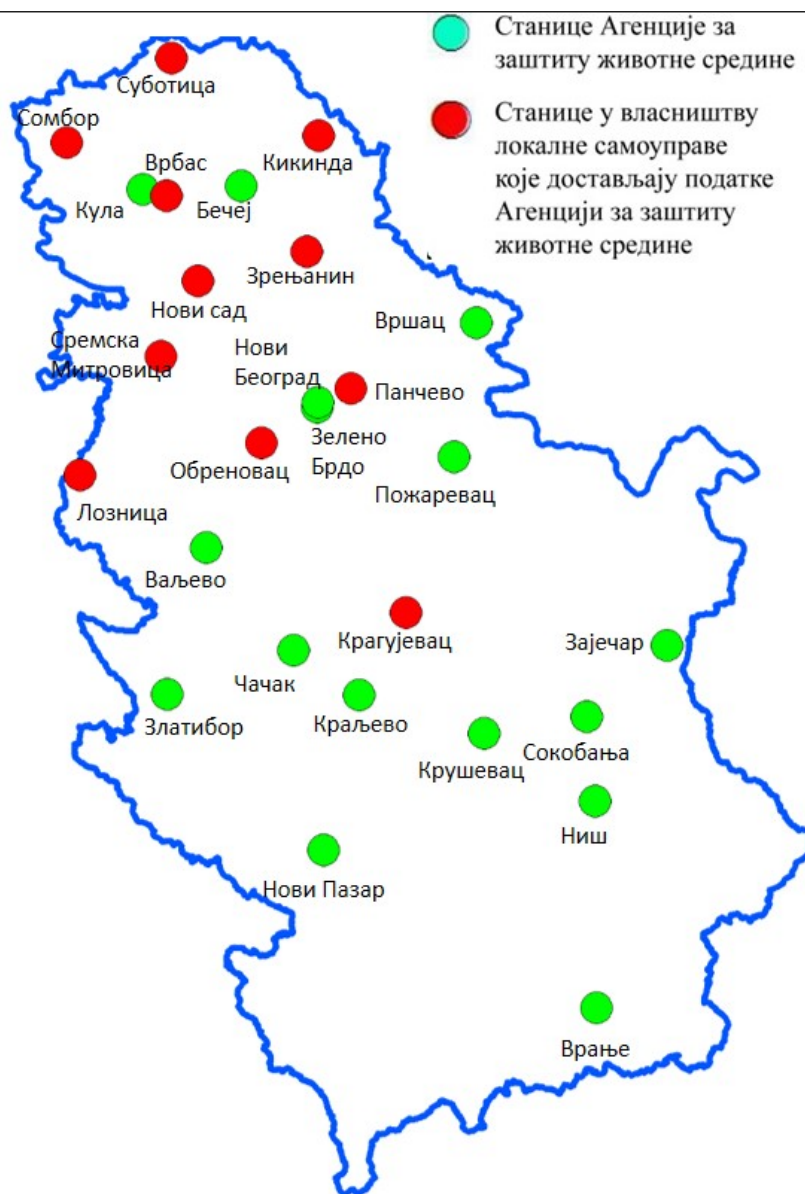 Станице Агенције за
заштиту животне средине
Станице у власништву
локалне самоуправе
које достављају податке
Агенцији за заштиту
животне средине
Суботица
Сомбор
Врбас
Кикинда
Кула
Бечеј
Зрењанин
Нови сад
Вршац
Сремска
Митровица
Нови
Београд
Панчево
Зелено
Брдо
Обреновац
Пожаревац
Лозница
Ваљево
Крагујевац
Зајечар
Чачак
Златибор
Краљево
Крушевац
Сокобања
Ниш
Нови Пазар
Врање